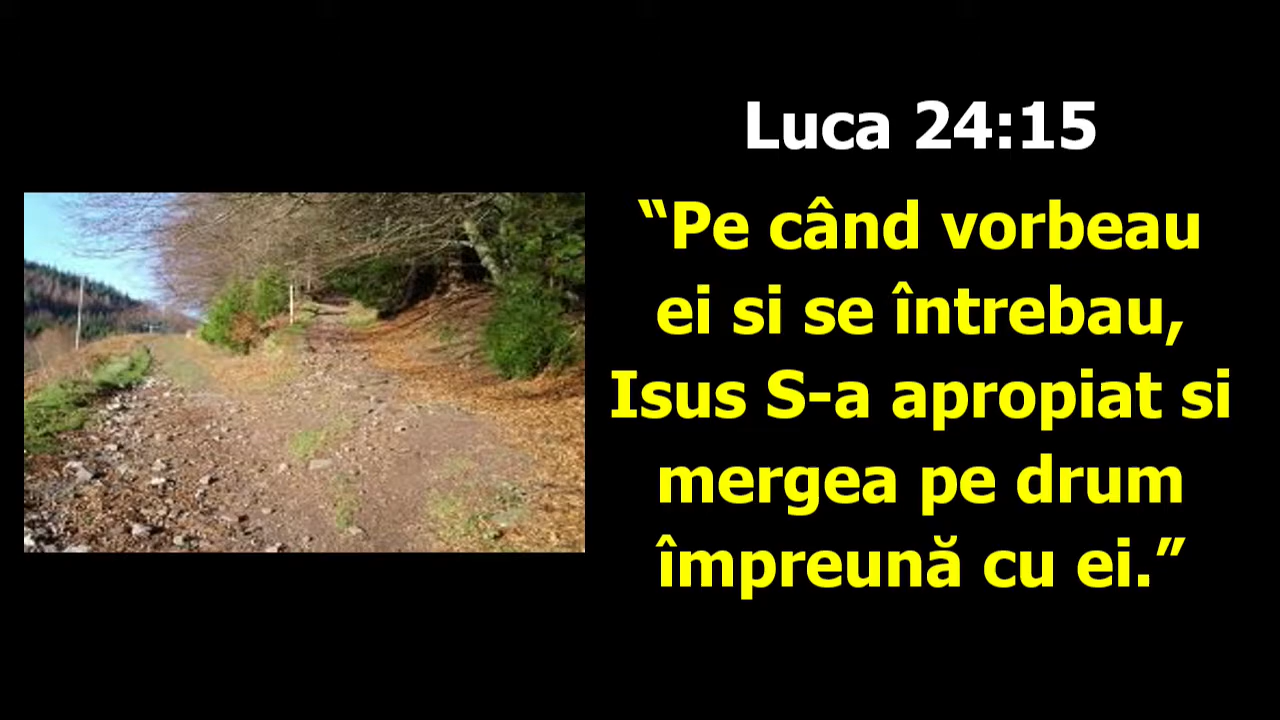 Luca 24:15
“Pe când vorbeau
ei si se întrebau,
Isus S-a apropiat si
mergea pe drum
împreună cu ei.”